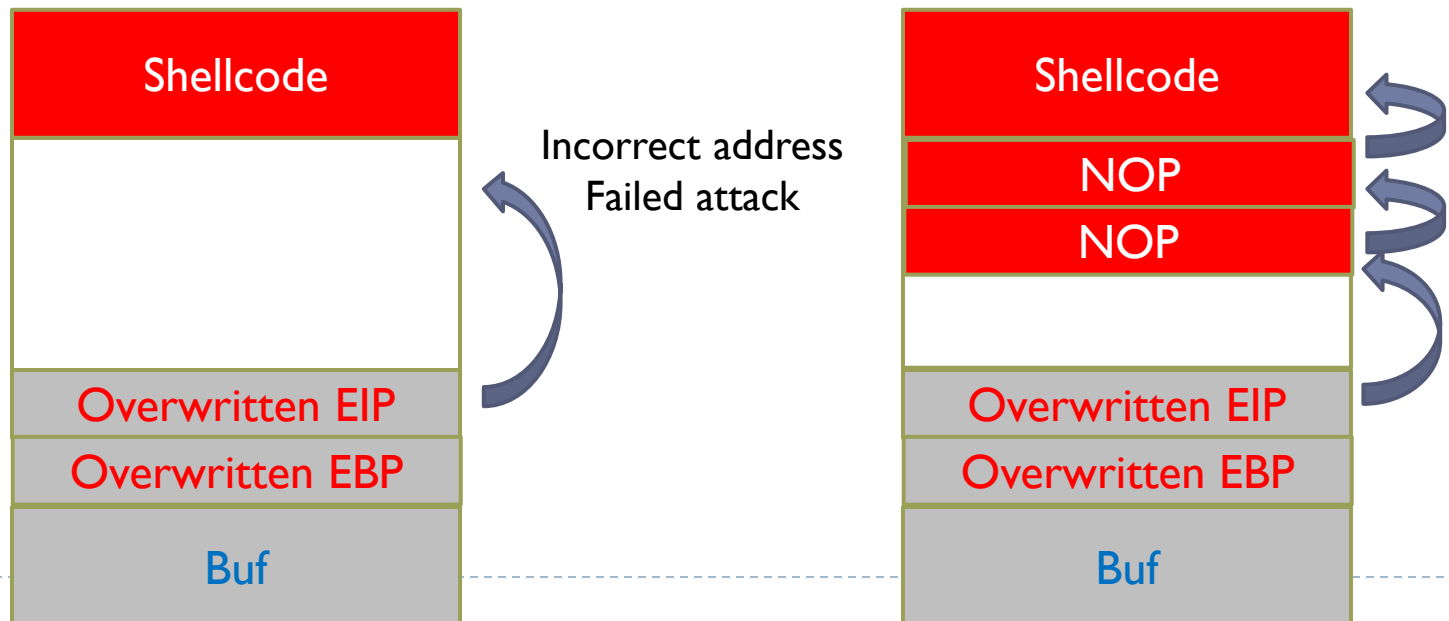 Shellcode
Incorrect address
Failed attack
Overwritten EIP
Overwritten EBP
Buf
Shellcode
NOP
NOP
Overwritten EIP
Overwritten EBP
Buf